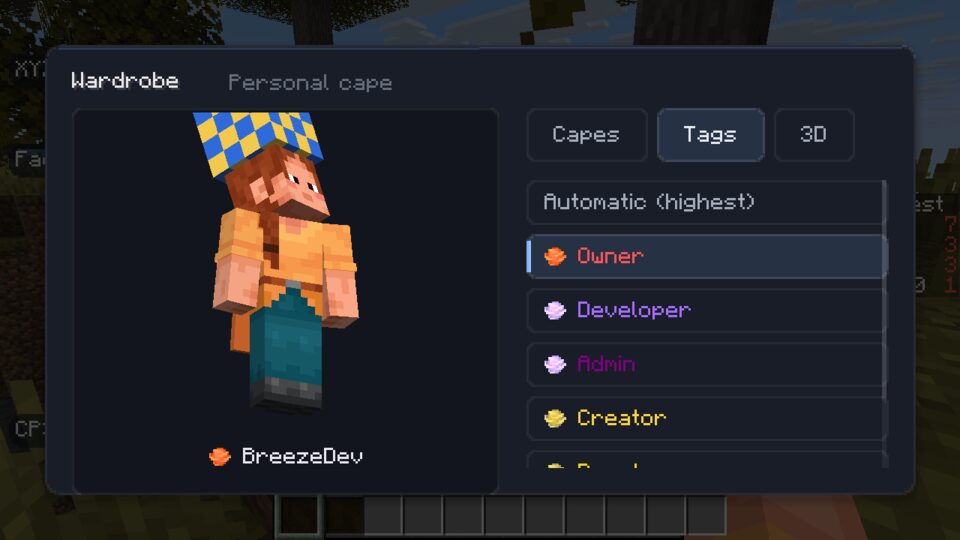 Wardrobe
Personal cape
Capes
Tags
3D
Automatic (highest)
Owner
Developer
Admin
Creator
BreezeDev